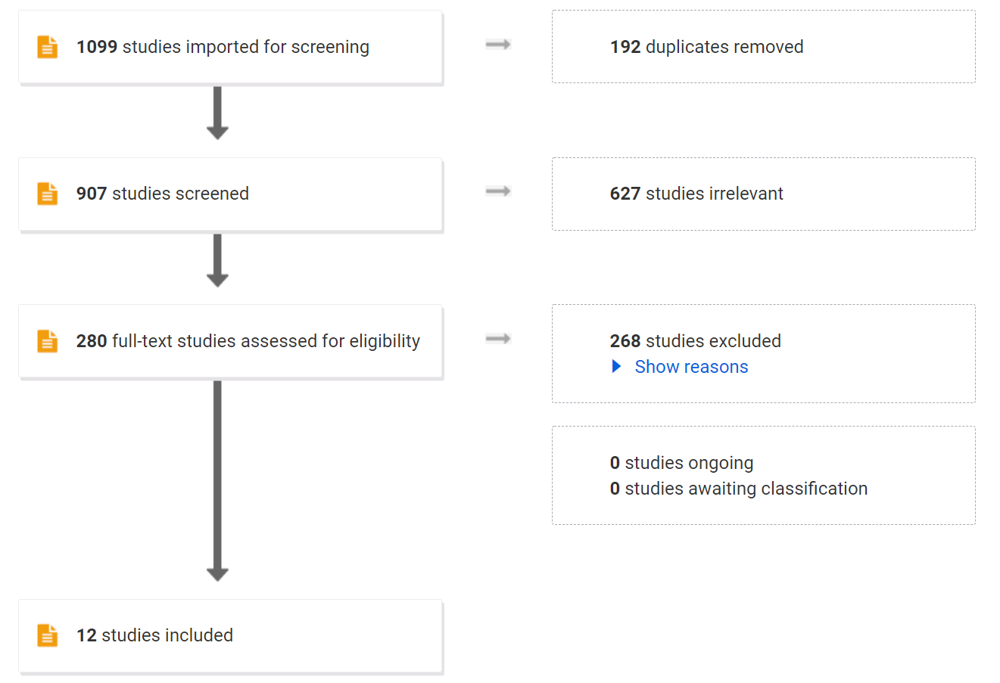 1099 studies imported for screening
192 duplicates removed
907 studies screened
627 studies irrelevant
280 full-text studies assessed for eligibility
268 studies excluded
Show reasons
0 studies ongoing
0 studies awaiting classification
12 studies included